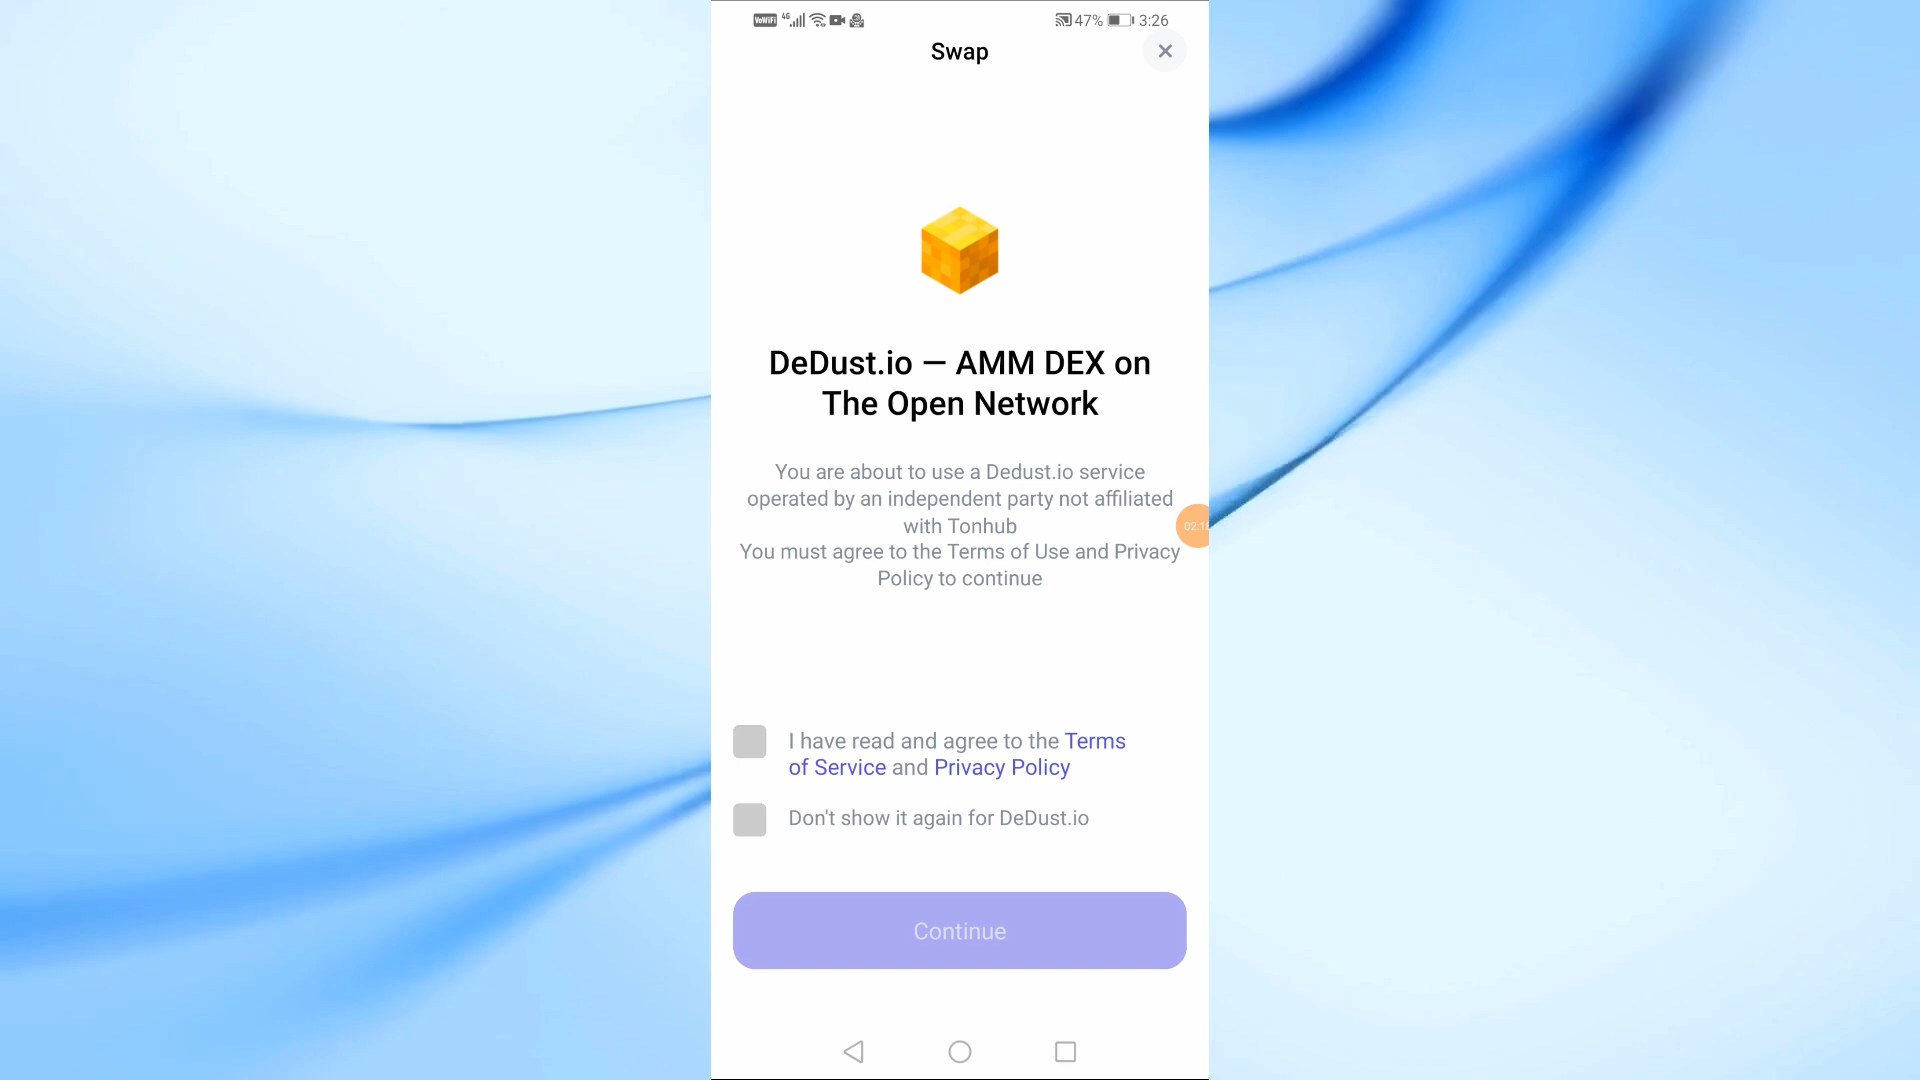 VoWiFi 4G 47% 3:26
Swap
DeDust.io — AMM DEX on
The Open Network
You are about to use a Dedust.io service
operated by an independent party not affiliated
with Tonhub
You must agree to the Terms of Use and Privacy
Policy to continue
I have read and agree to the Terms
of Service and Privacy Policy
Don't show it again for DeDust.io
Continue